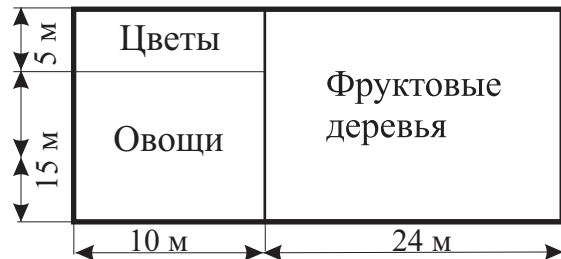 5 м
Цветы
Фруктовые
деревья
Овощи
15 м
10 м
24 м